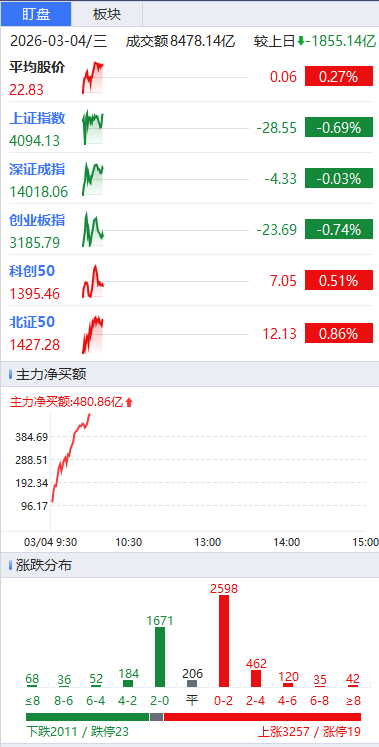 盯盘 板块
2026-03-04/三 成交额8478.14亿 较上日-1855.14亿
平均股价
22.83 0.06 0.27%
上证指数
4094.13 -28.55 -0.69%
深证成指
14018.06 -4.33 -0.03%
创业板指
3185.79 -23.69 -0.74%
科创50
1395.46 7.05 0.51%
北证50
1427.28 12.13 0.86%
主力净买额
主力净买额:480.86亿
384.69
288.51
192.34
96.17
03/04 9:30 10:30 13:00 14:00 15:00
涨跌分布
68 36 52 184 1671 206 2598 462 120 35 42
≤8 8-6 6-4 4-2 2-0 平 0-2 2-4 4-6 6-8 ≥8
下跌2011 / 跌停23 上涨3257 / 涨停19